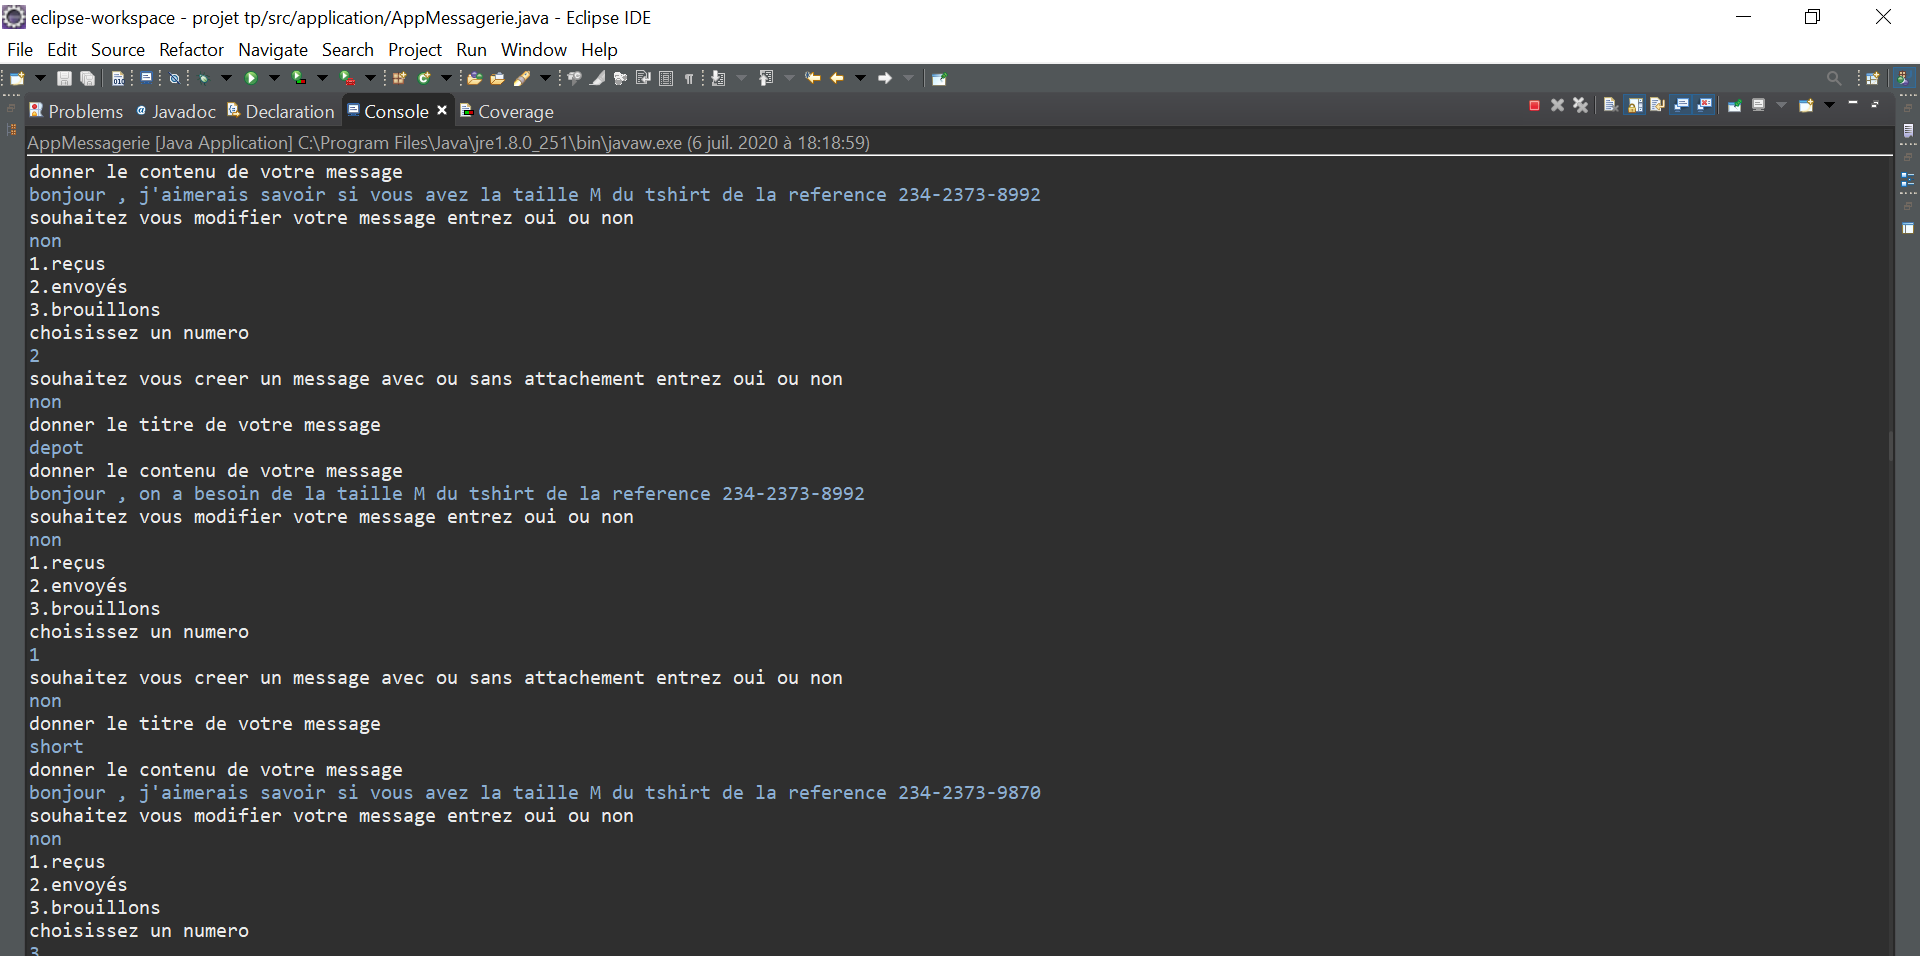 eclipse-workspace - projet tp/src/application/AppMessagerie.java - Eclipse IDE
File Edit Source Refactor Navigate Search Project Run Window Help
Problems Javadoc Declaration Console Coverage
AppMessagerie [Java Application] C:\Program Files\Java\jre1.8.0_251\bin\javaw.exe (6 juil. 2020 à 18:18:59)
donner le contenu de votre message
bonjour , j'aimerais savoir si vous avez la taille M du tshirt de la reference 234-2373-8992
souhaitez vous modifier votre message entrez oui ou non
non
1.reçus
2.envoyés
3.brouillons
choisissez un numero
2
souhaitez vous creer un message avec ou sans attachement entrez oui ou non
non
donner le titre de votre message
depot
donner le contenu de votre message
bonjour , on a besoin de la taille M du tshirt de la reference 234-2373-8992
souhaitez vous modifier votre message entrez oui ou non
non
1.reçus
2.envoyés
3.brouillons
choisissez un numero
1
souhaitez vous creer un message avec ou sans attachement entrez oui ou non
non
donner le titre de votre message
short
donner le contenu de votre message
bonjour , j'aimerais savoir si vous avez la taille M du tshirt de la reference 234-2373-9870
souhaitez vous modifier votre message entrez oui ou non
non
1.reçus
2.envoyés
3.brouillons
choisissez un numero
3